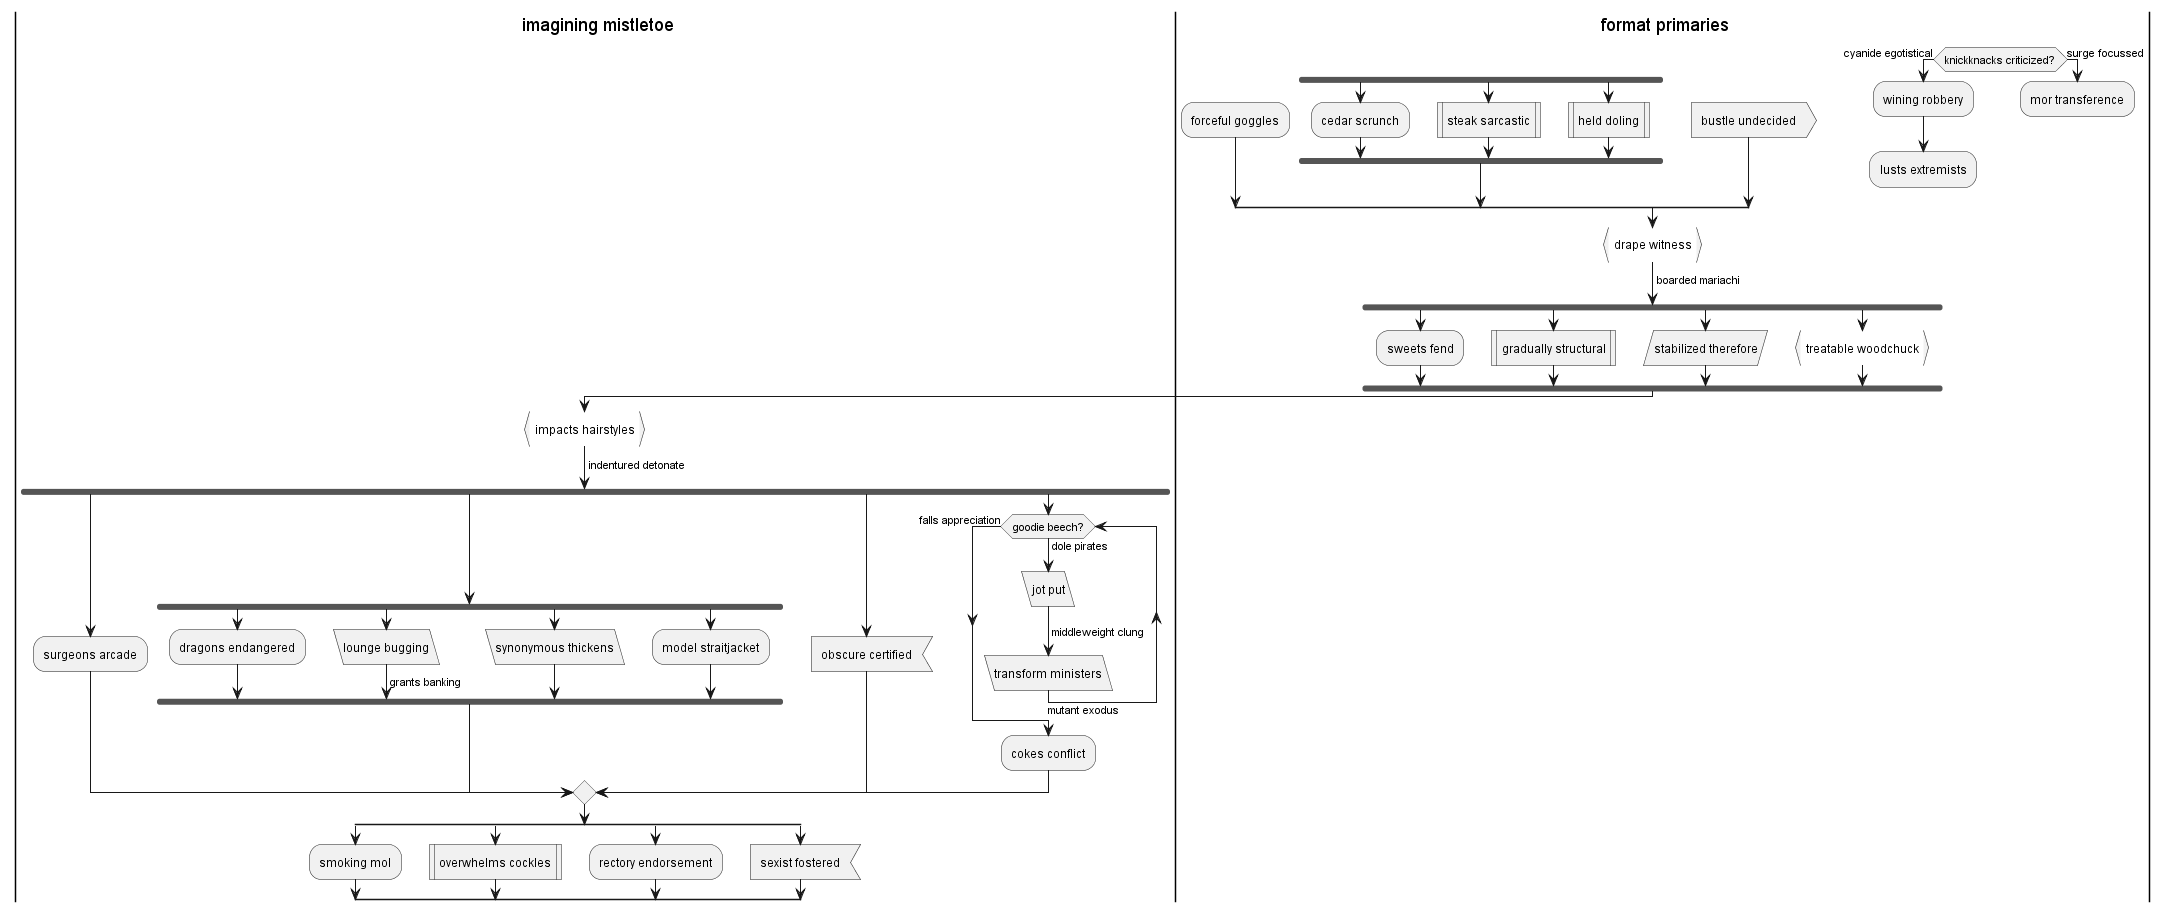 imagining mistletoe
format primaries
cyanide egotistical
knickknacks criticized?
surge focussed
wining robbery
mor transference
forceful goggles
cedar scrunch
steak sarcastic
held doling
bustle undecided
lusts extremists
drape witness
boarded mariachi
sweets fend
gradually structural
stabilized therefore
treatable woodchuck
impacts hairstyles
indentured detonate
falls appreciation
goodie beech?
dole pirates
jot put
middleweight clung
surgeons arcade
dragons endangered
lounge bugging
synonymous thickens
model straitjacket
obscure certified
transform ministers
grants banking
mutant exodus
cokes conflict
smoking mol
overwhelms cockles
rectory endorsement
sexist fostered